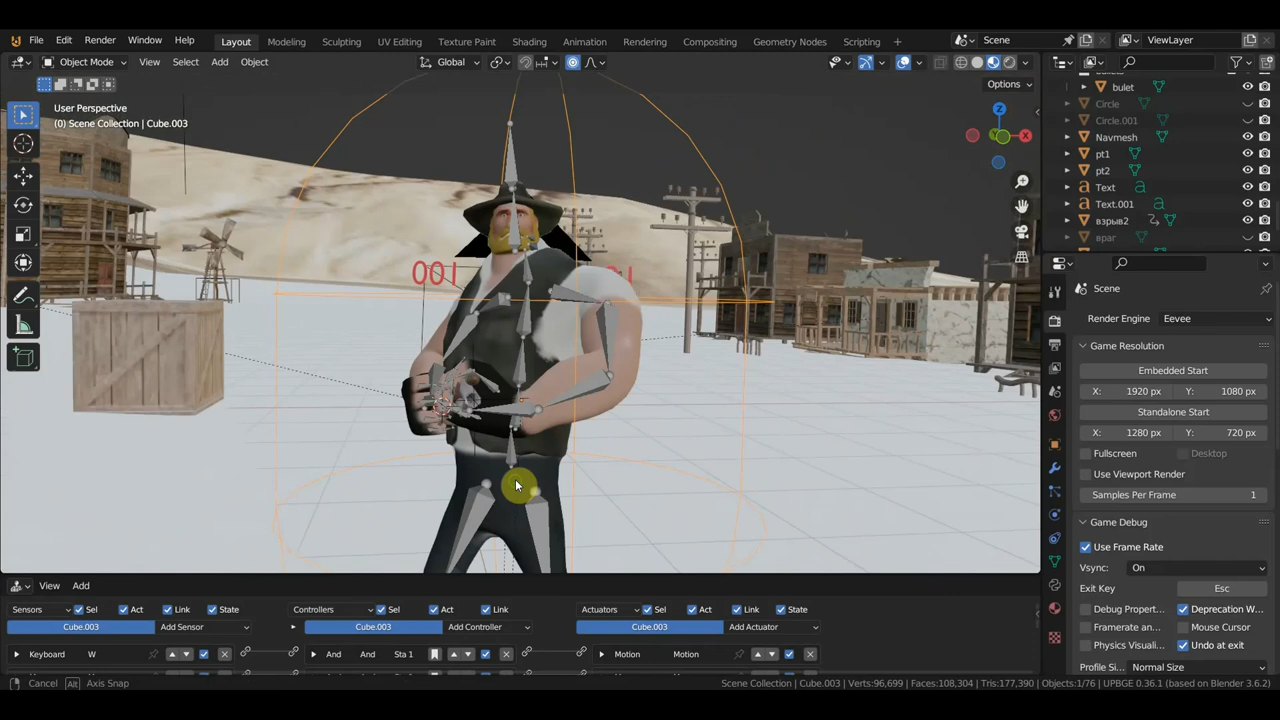 File Edit Render Window Help Layout Modeling Sculpting UV Editing Texture Paint Shading Animation Rendering Compositing Geometry Nodes Scripting + Scene ViewLayer
Object Mode View Select Add Object Global
Options
User Perspective
(0) Scene Collection | Cube.003
Z
X
100
bulet
Circle
Circle.001
Navmesh
pt1
pt2
Text
Text.001
взрыв2
враг
Scene
Render Engine Eevee
Game Resolution
Embedded Start
X: 1920 px Y: 1080 px
Standalone Start
X: 1280 px Y: 720 px
Fullscreen Desktop
Use Viewport Render
Samples Per Frame 1
Game Debug
Use Frame Rate
Vsync: On
Exit Key Esc
Debug Propert... Deprecation W...
Framerate an... Mouse Cursor
Physics Visuali... Undo at exit
Profile Si... Normal Size
View Add
Sensors Sel Act Link State Controllers Sel Act Link Actuators Sel Act Link State
Cube.003 Add Sensor Cube.003 Add Controller Cube.003 Add Actuator
Keyboard W And And Sta 1 Motion Motion
Cancel Alt Axis Snap Scene Collection | Cube.003 | Verts:96,699 | Faces:108,304 | Tris:177,390 | Objects:1/76 | UPBGE 0.36.1 (based on Blender 3.6.2)